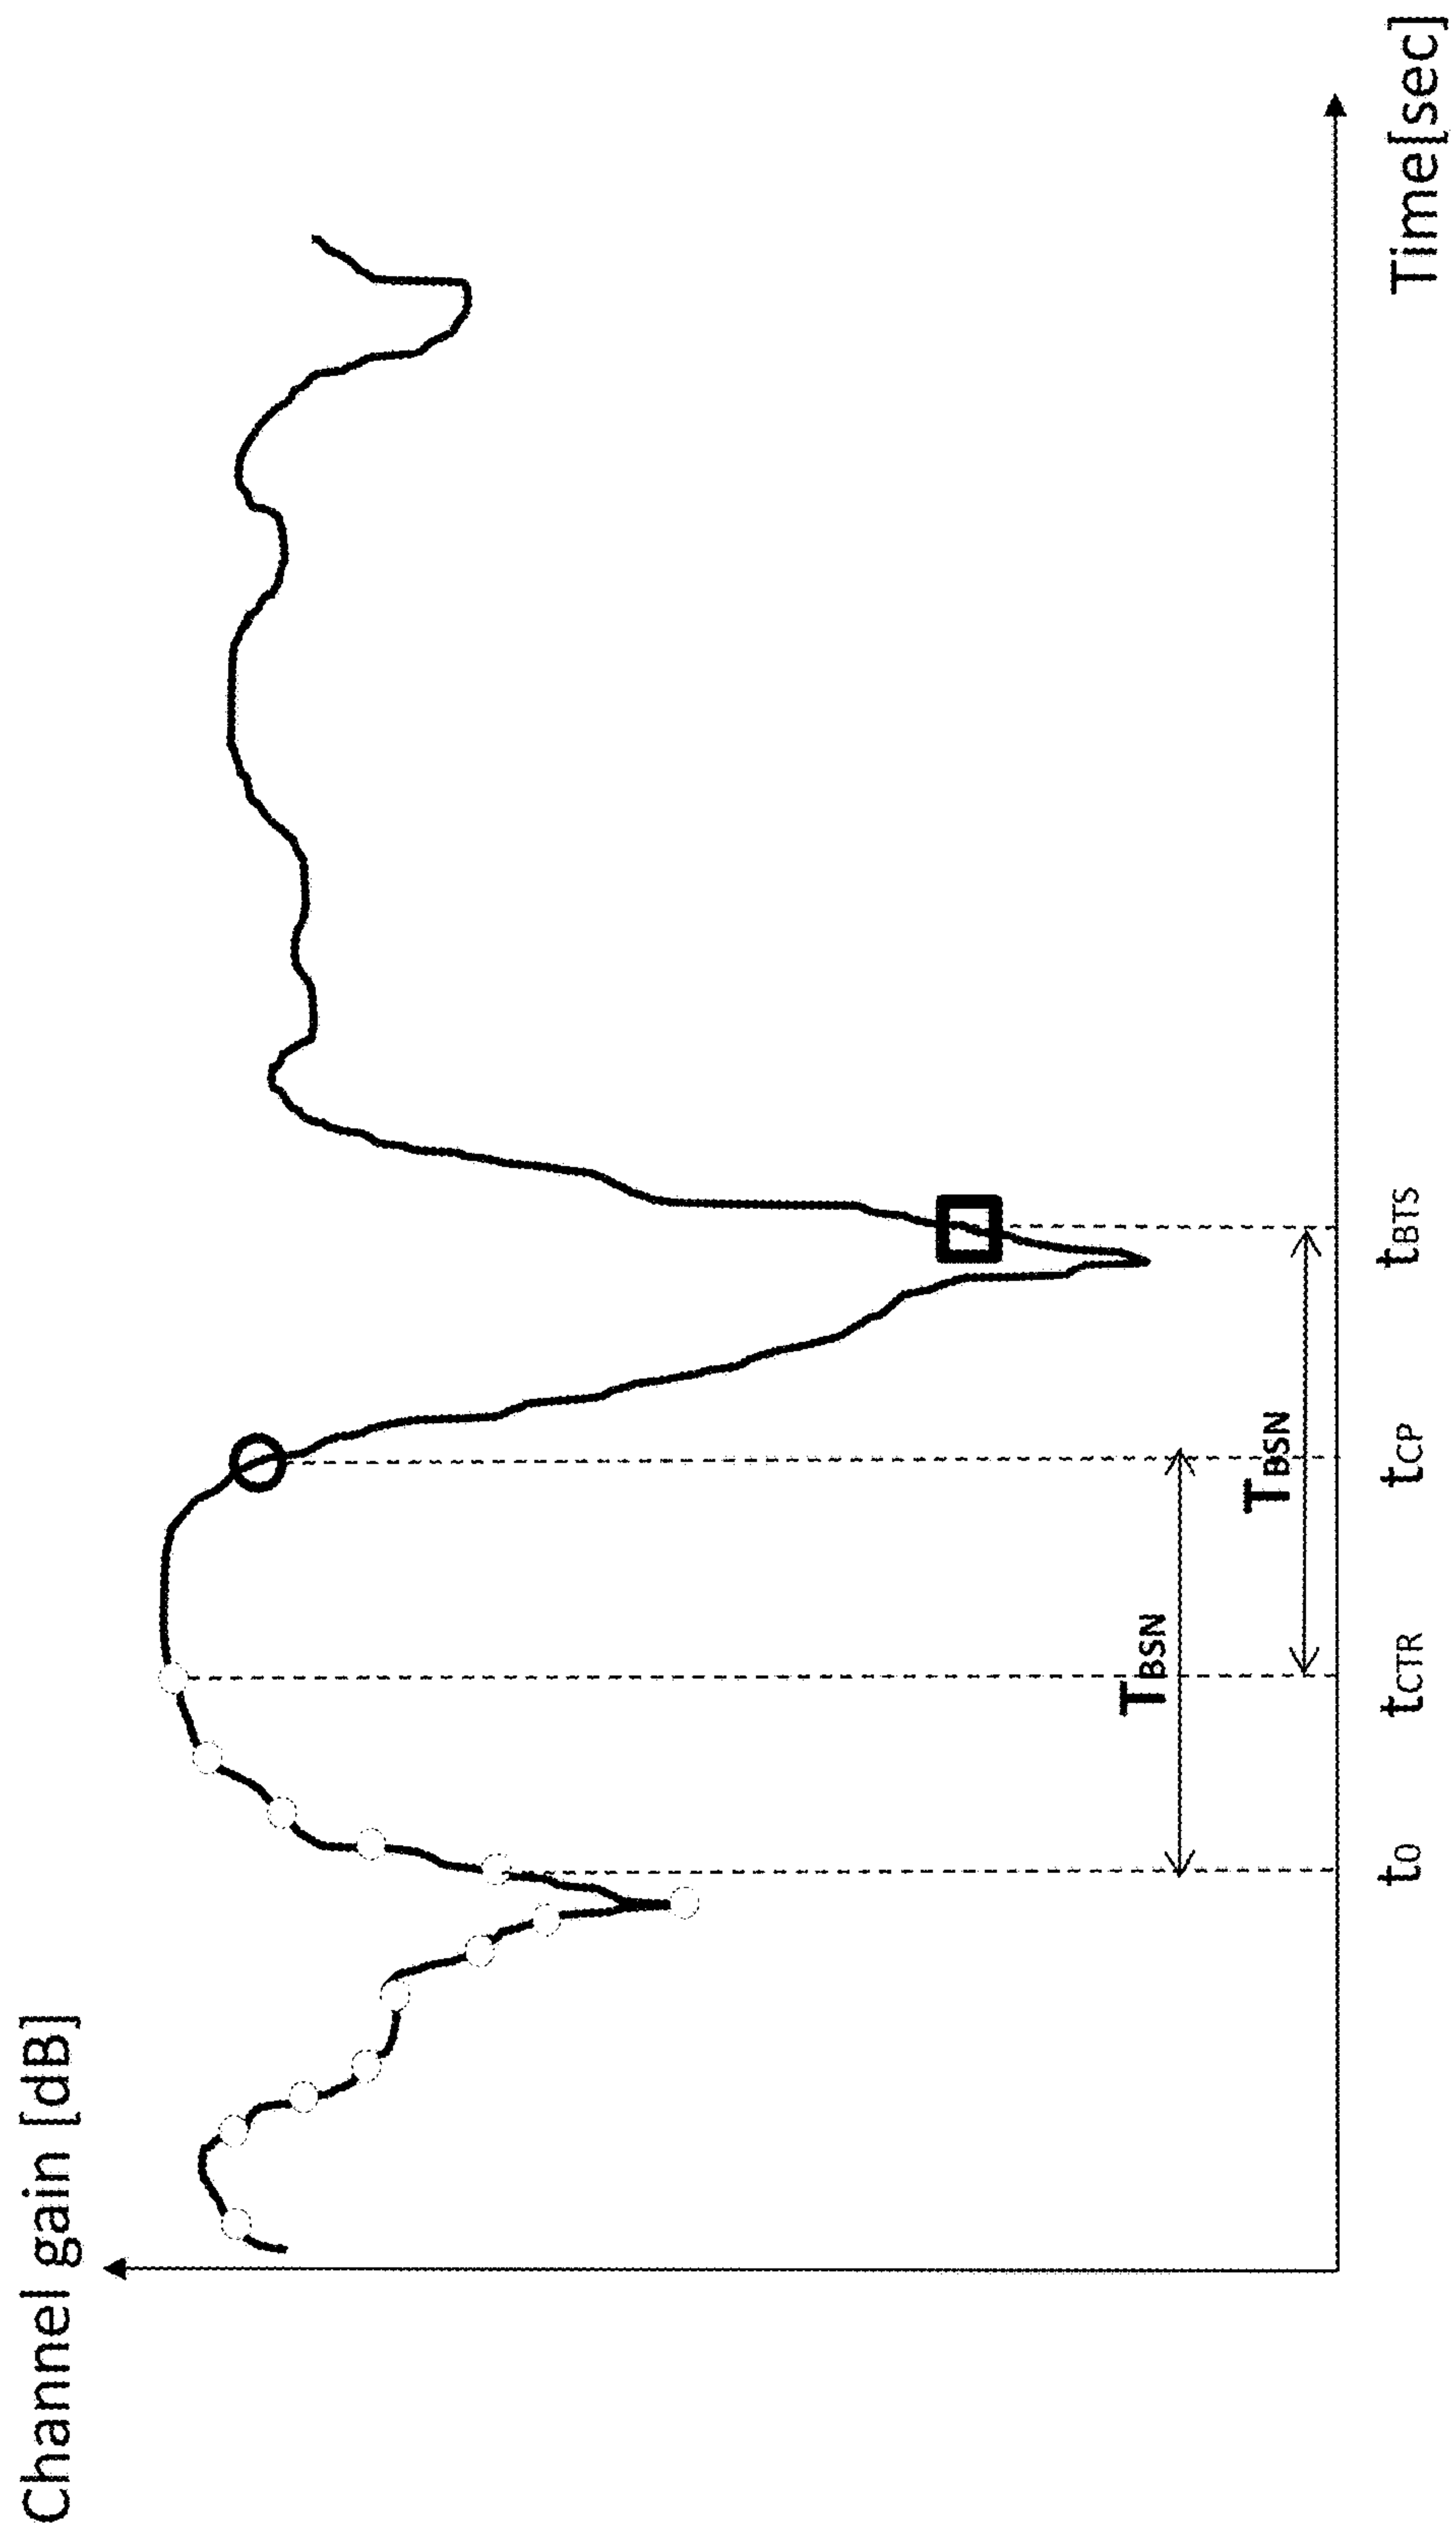 Channel gain [dB]
TBSN
TBSN
t0
tCTR
tCP
tBTS
Time[sec]